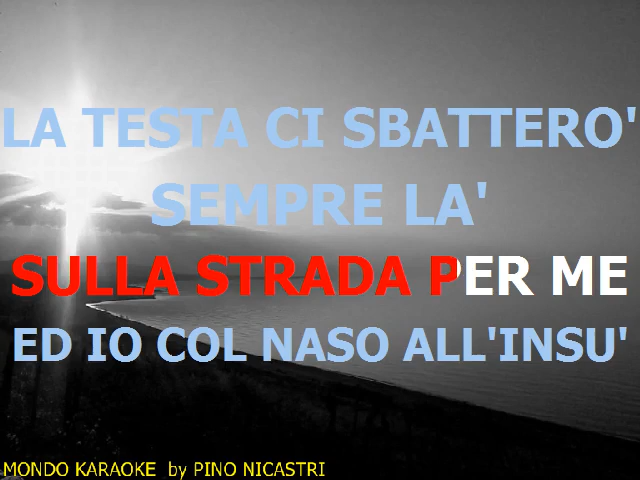 LA TESTA CI SBATTERO'
SEMPRE LA'
SULLA STRADA PER ME
ED IO COL NASO ALL'INSU'
MONDO KARAOKE by PINO NICASTRI